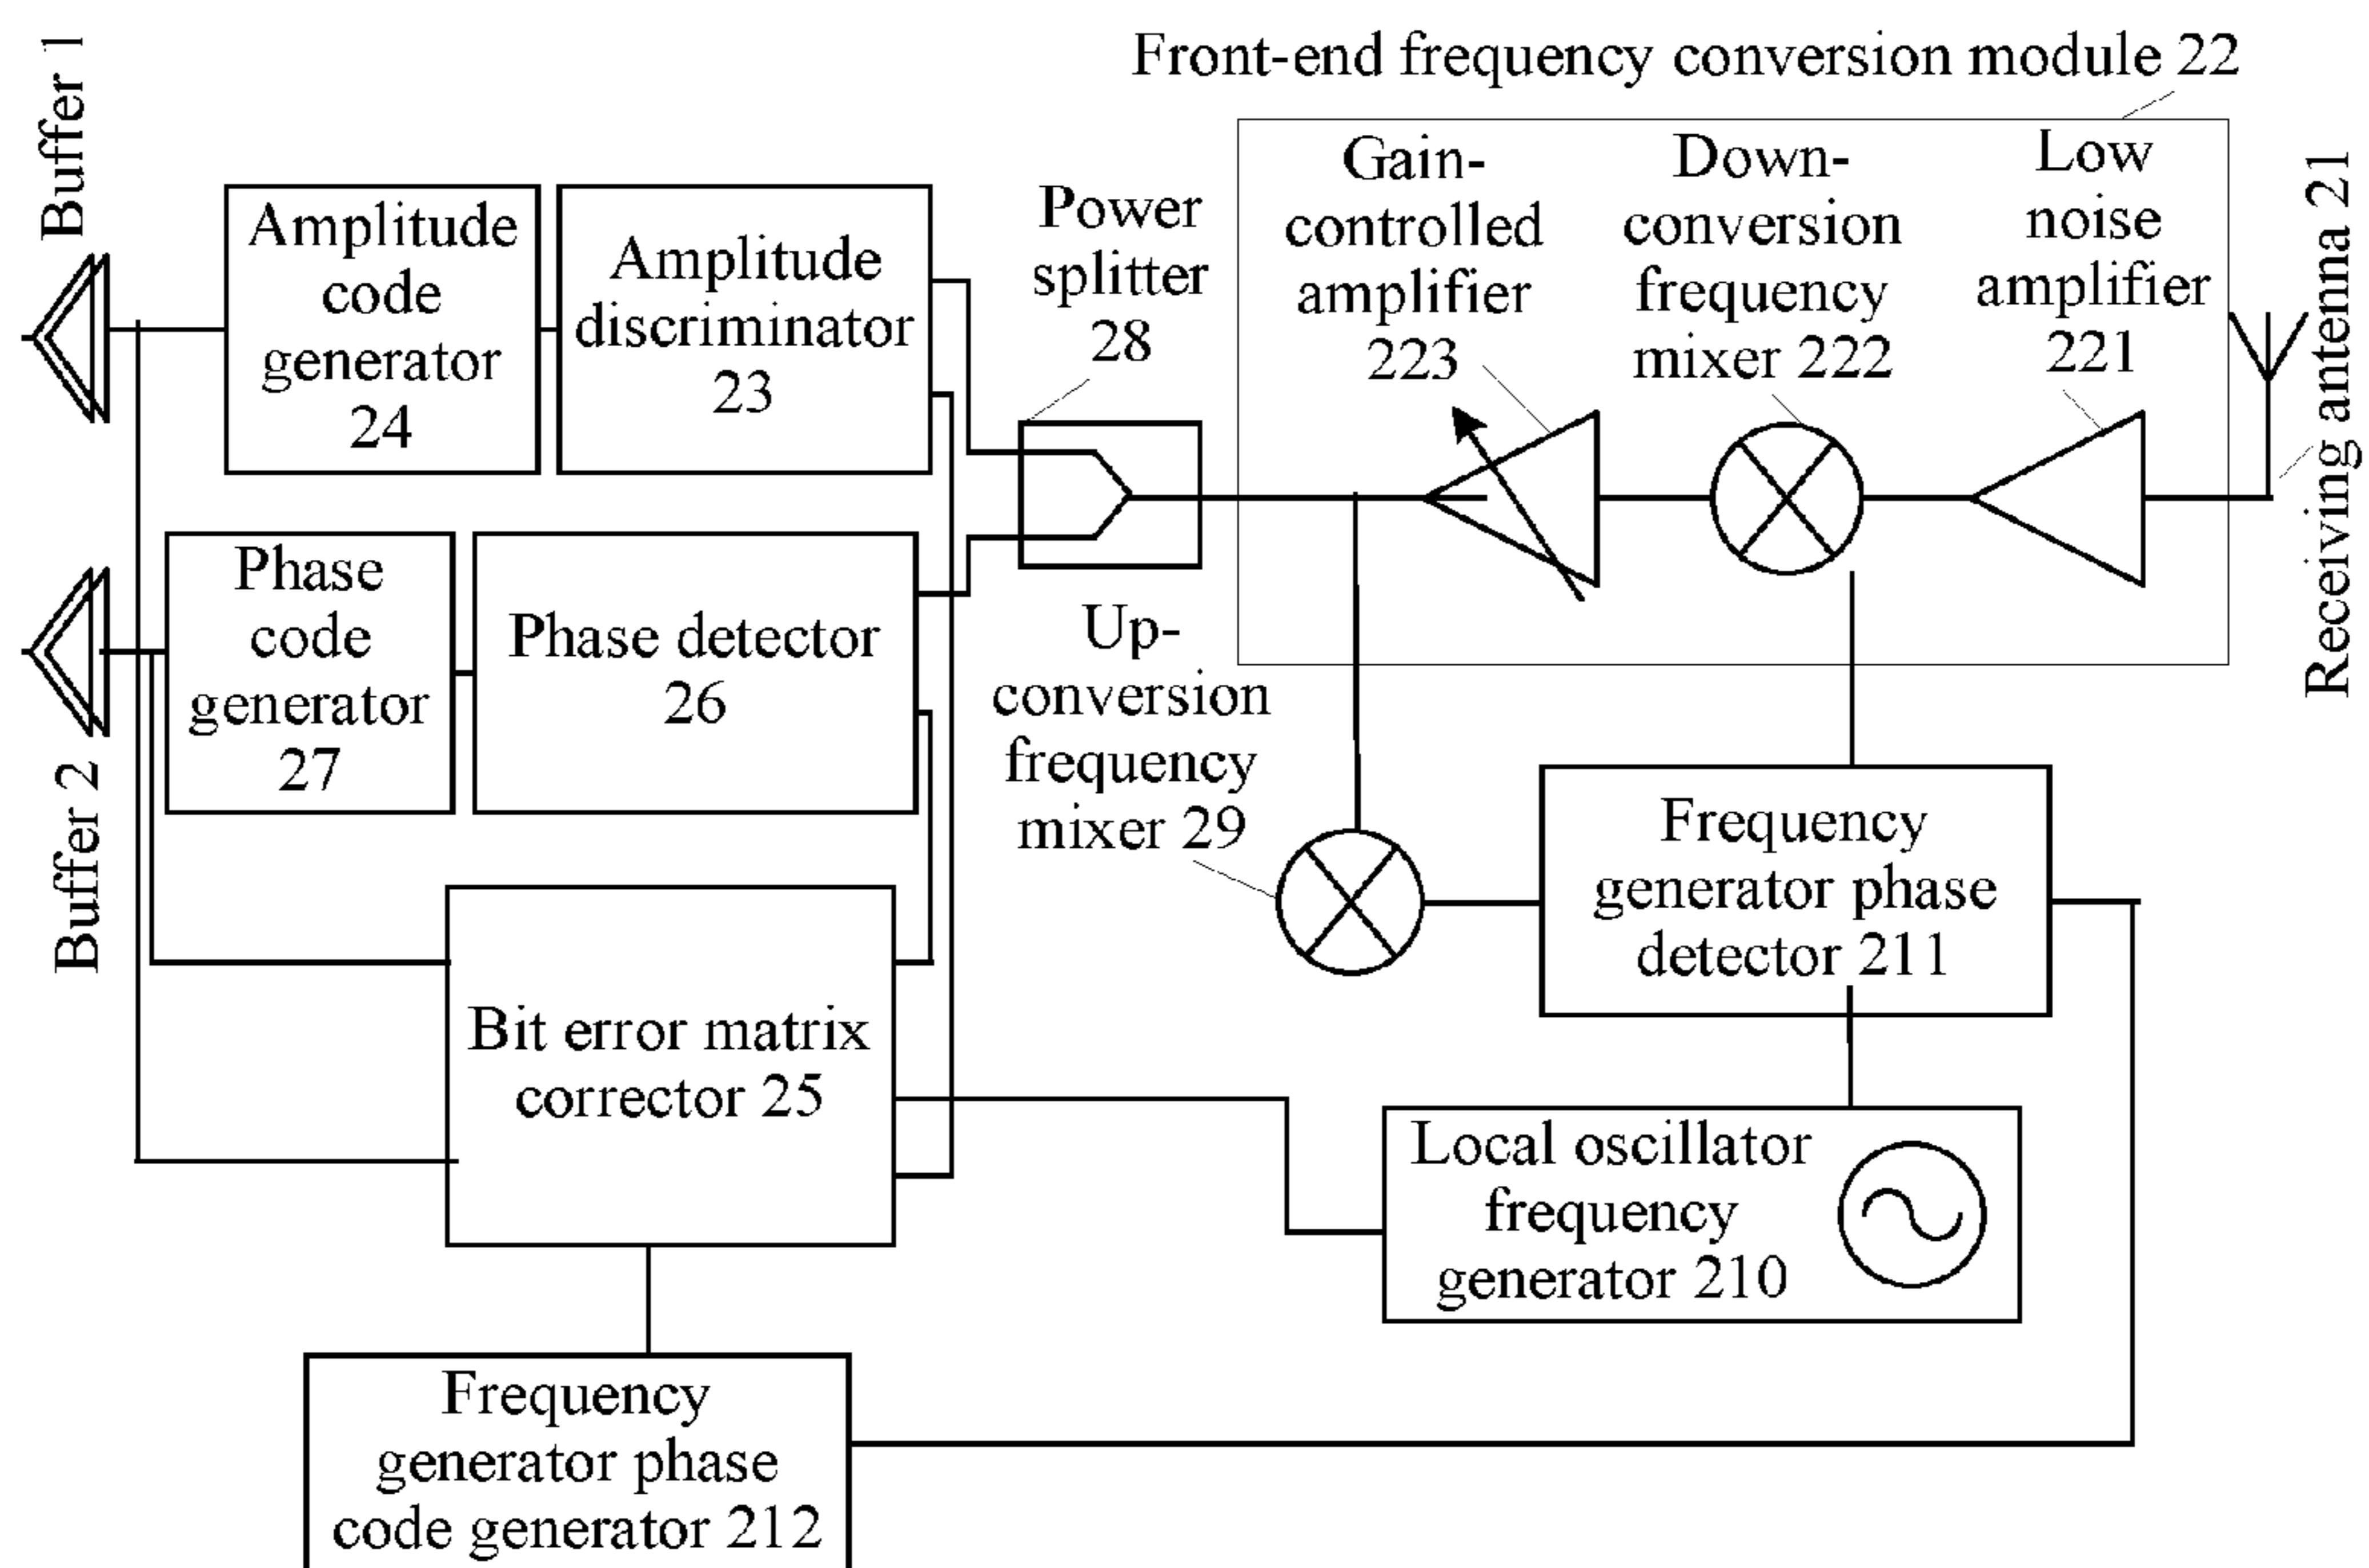 Front-end frequency conversion module 22
Buffer 1
Amplitude
code
generator
24
Amplitude
discriminator
23
Power
splitter
28
Gain-
controlled
amplifier
223
Down-
conversion
frequency
mixer 222
Low
noise
amplifier
221
Receiving antenna 21
Buffer 2
Phase
code
generator
27
Phase detector
26
Up-
conversion
frequency
mixer 29
Frequency
generator phase
detector 211
Bit error matrix
corrector 25
Local oscillator
frequency
generator 210
Frequency
generator phase
code generator 212